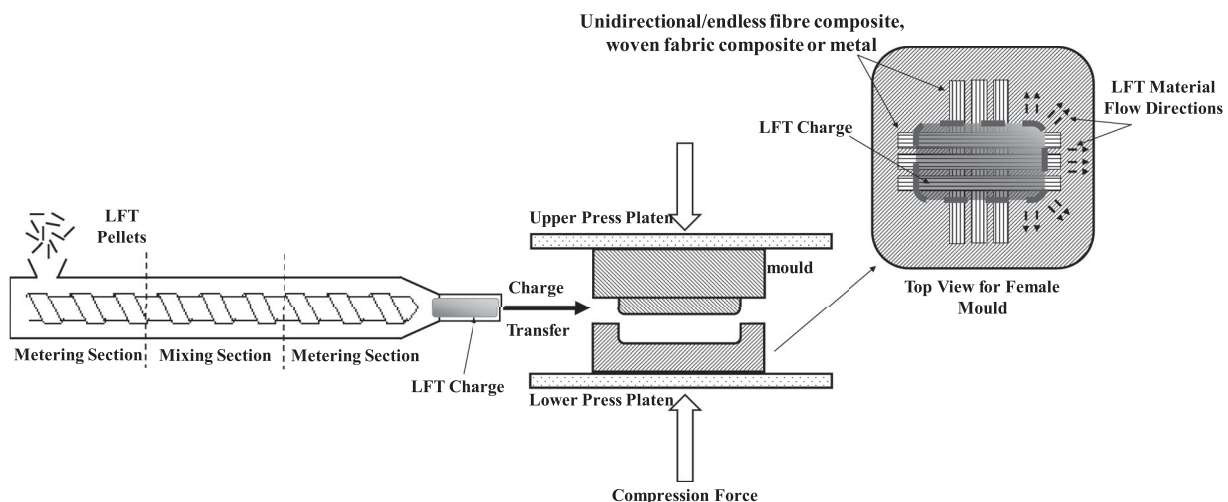 Unidirectional/endless fibre composite,
woven fabric composite or metal
LFT Material
Flow Directions
LFT Charge
LFT
Pellets
Upper Press Platen
mould
Top View for Female
Mould
Charge
Transfer
Metering Section
Mixing Section
Metering Section
LFT Charge
Lower Press Platen
Compression Force